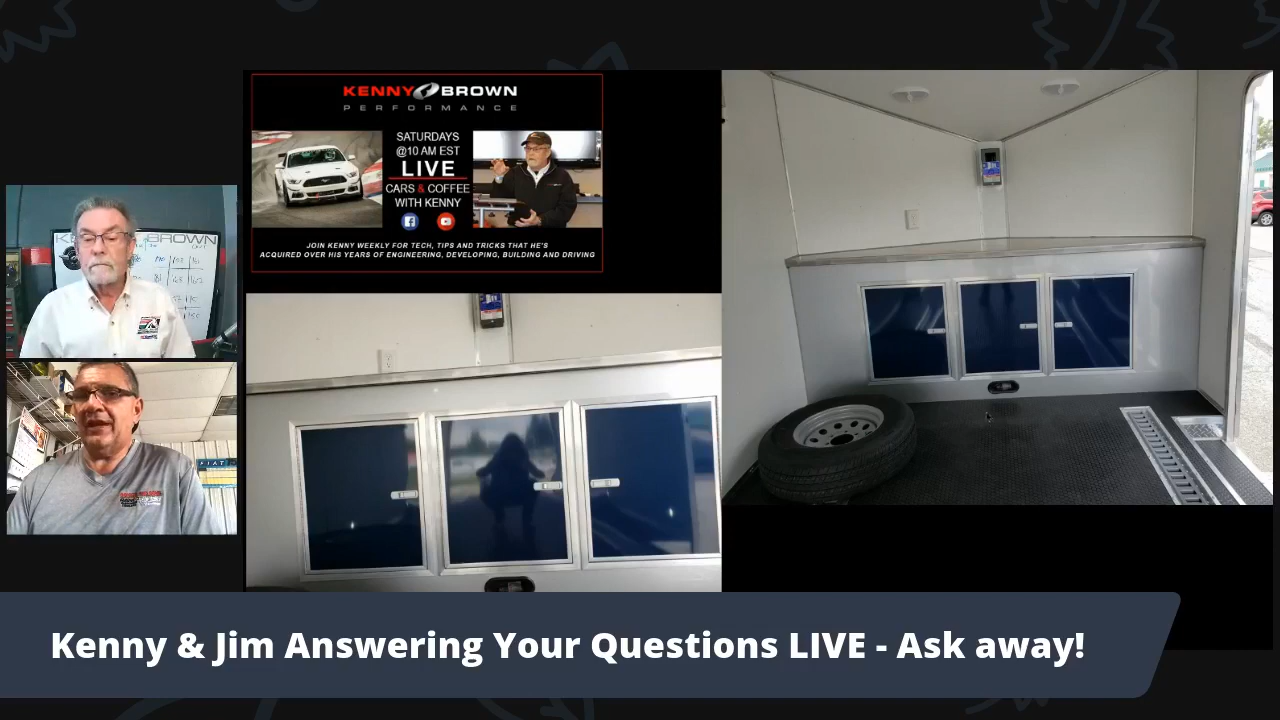 KENNY BROWN
PERFORMANCE
SATURDAYS
@10 AM EST
LIVE
CARS & COFFEE
WITH KENNY
JOIN KENNY WEEKLY FOR TECH, TIPS AND TRICKS THAT HE'S
ACQUIRED OVER HIS YEARS OF ENGINEERING, DEVELOPING, BUILDING AND DRIVING
BROWN
FIAT
Kenny & Jim Answering Your Questions LIVE - Ask away!